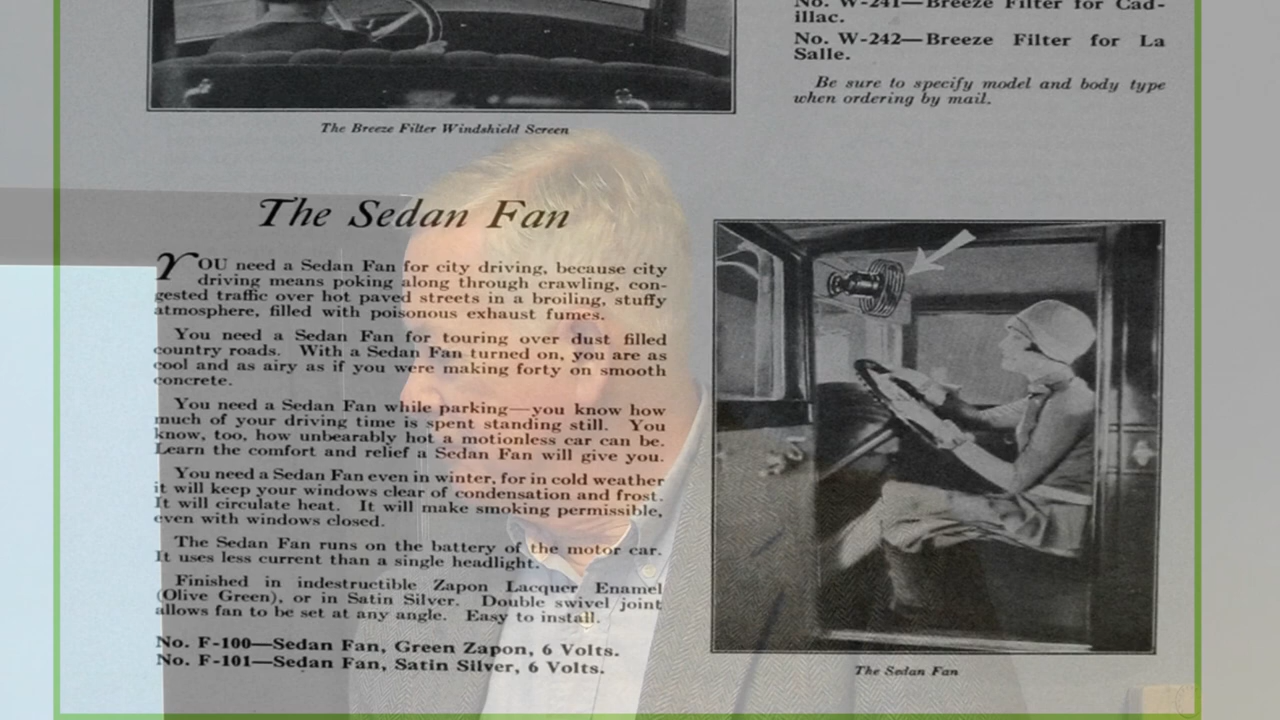 No. W-241—Breeze Filter for Cad-
illac.
No. W-242—Breeze Filter for La
Salle.
Be sure to specify model and body type
when ordering by mail.
The Breeze Filter Windshield Screen
The Sedan Fan
YOU need a Sedan Fan for city driving, because city
driving means poking along through crawling, con-
gested traffic over hot paved streets in a broiling, stuffy
atmosphere, filled with poisonous exhaust fumes.
You need a Sedan Fan for touring over dust filled
country roads. With a Sedan Fan turned on, you are as
cool and as airy as if you were making forty on smooth
concrete.
You need a Sedan Fan while parking—you know how
much of your driving time is spent standing still. You
know, too, how unbearably hot a motionless car can be.
Learn the comfort and relief a Sedan Fan will give you.
You need a Sedan Fan even in winter, for in cold weather
it will keep your windows clear of condensation and frost.
It will circulate heat. It will make smoking permissible,
even with windows closed.
The Sedan Fan runs on the battery of the motor car.
It uses less current than a single headlight.
Finished in indestructible Zapon Lacquer Enamel
(Olive Green), or in Satin Silver. Double swivel joint
allows fan to be set at any angle. Easy to install.
No. F-100—Sedan Fan, Green Zapon, 6 Volts.
No. F-101—Sedan Fan, Satin Silver, 6 Volts.
The Sedan Fan